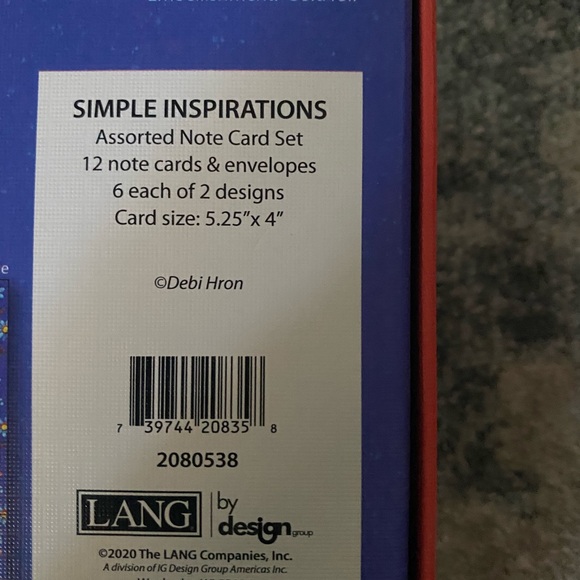 SIMPLE INSPIRATIONS
Assorted Note Card Set
12 note cards & envelopes
6 each of 2 designs
Card size: 5.25”x 4”
e
©Debi Hron
7 39744 20835 8
2080538
LANG by design group
©2020 The LANG Companies, Inc.
A division of IG Design Group Americas Inc.